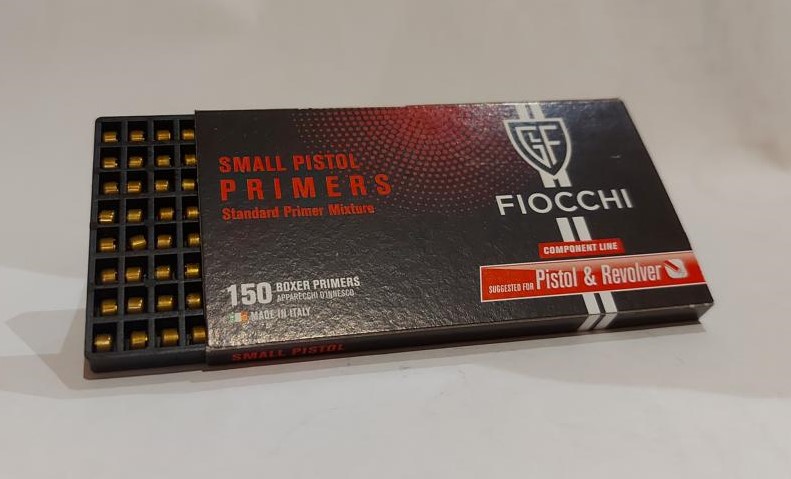 SMALL PISTOL
PRIMERS
Standard Primer Mixture
150 BOXER PRIMERS
APPARECCHI D'INNESCO
MADE IN ITALY
GF
FIOCCHI
COMPONENT LINE
SUGGESTED FOR Pistol & Revolver
SMALL PISTOL